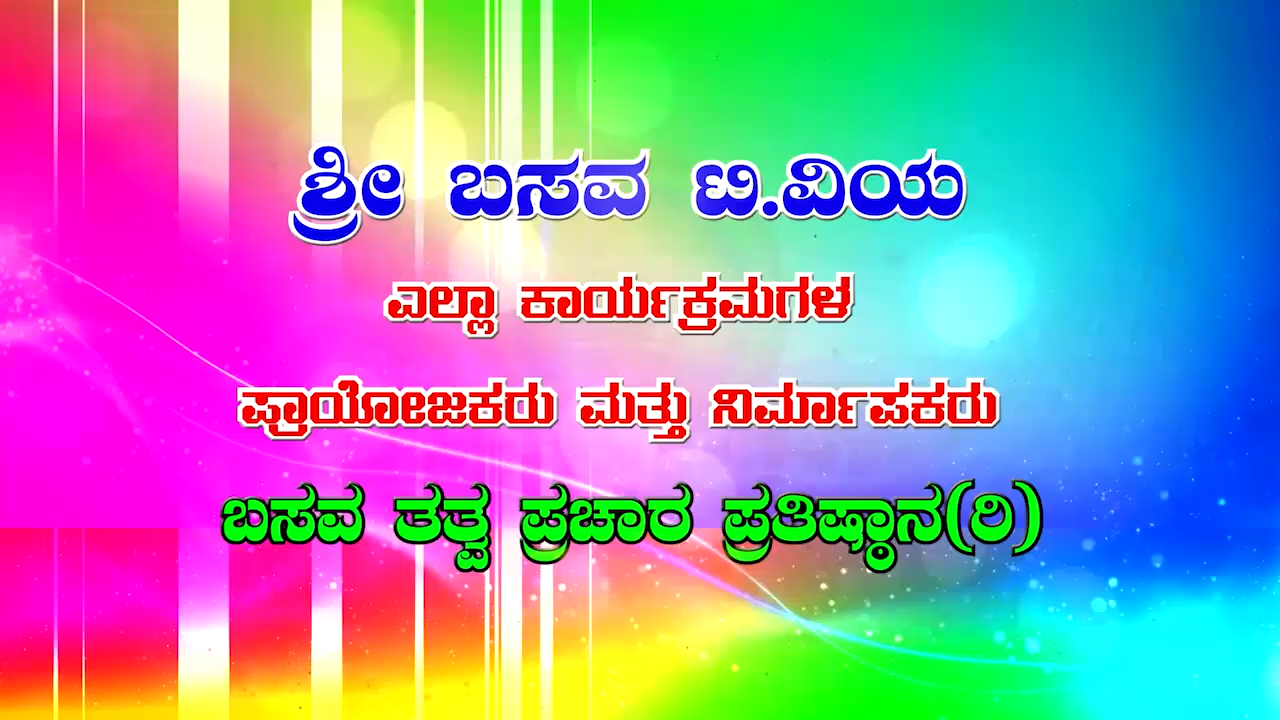 ಶ್ರೀ ಬಸವ ಟಿ.ವಿಯ
ಎಲ್ಲಾ ಕಾರ್ಯಕ್ರಮಗಳ
ಪ್ರಾಯೋಜಕರು ಮತ್ತು ನಿರ್ಮಾಪಕರು
ಬಸವ ತತ್ವ ಪ್ರಚಾರ ಪ್ರತಿಷ್ಠಾನ(ರಿ)